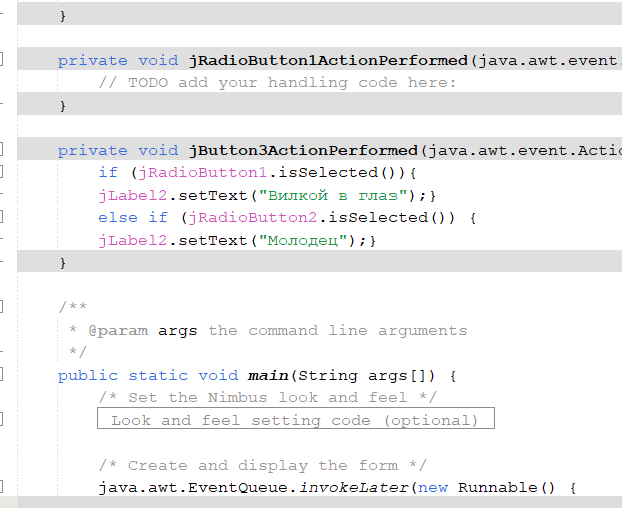 }
private void jRadioButton1ActionPerformed(java.awt.event.
// TODO add your handling code here:
}
private void jButton3ActionPerformed(java.awt.event.Actio
if (jRadioButton1.isSelected()){
jLabel2.setText("Вилкой в глаз");}
else if (jRadioButton2.isSelected()) {
jLabel2.setText("Молодец");}
}
/**
* @param args the command line arguments
*/
public static void main(String args[]) {
/* Set the Nimbus look and feel */
Look and feel setting code (optional)
/* Create and display the form */
java.awt.EventQueue.invokeLater(new Runnable() {